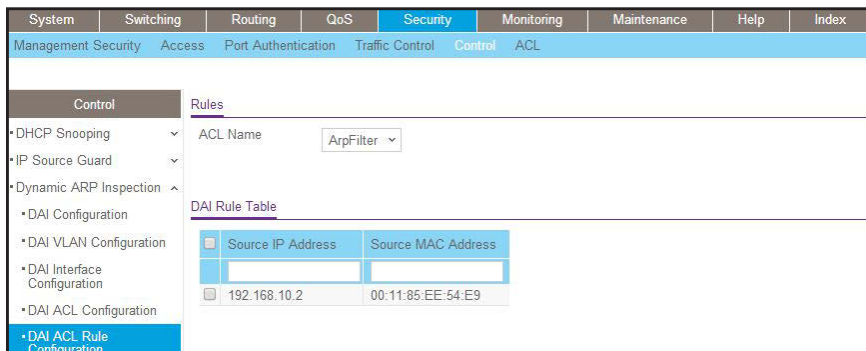 System Switching Routing QoS Security Monitoring Maintenance Help Index
Management Security Access Port Authentication Traffic Control Control ACL
Control
DHCP Snooping
IP Source Guard
Dynamic ARP Inspection
DAI Configuration
DAI VLAN Configuration
DAI Interface
Configuration
DAI ACL Configuration
DAI ACL Rule
Configuration
Rules
ACL Name ArpFilter
DAI Rule Table
Source IP Address Source MAC Address
192.168.10.2 00:11:85:EE:54:E9